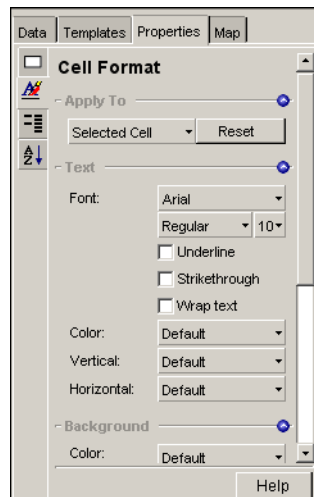 Data Templates Properties Map
Cell Format
Apply To
Selected Cell Reset
Text
Font: Arial
Regular 10
Underline
Strikethrough
Wrap text
Color: Default
Vertical: Default
Horizontal: Default
Background
Color: Default
Help